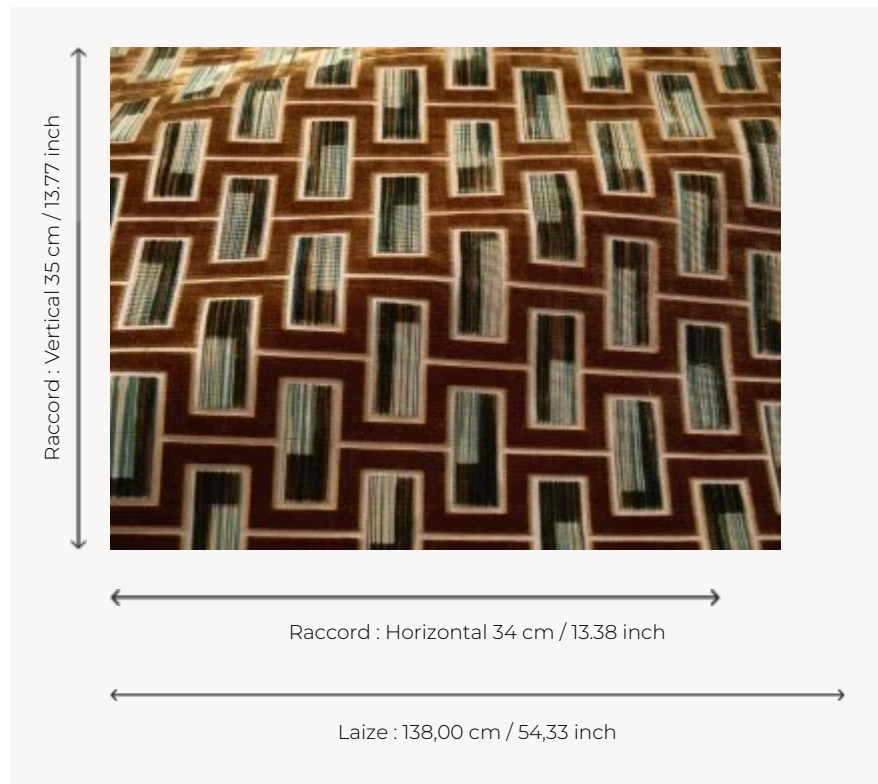 Raccord : Vertical 35 cm / 13.77 inch
Raccord : Horizontal 34 cm / 13.38 inch
Laize : 138,00 cm / 54,33 inch